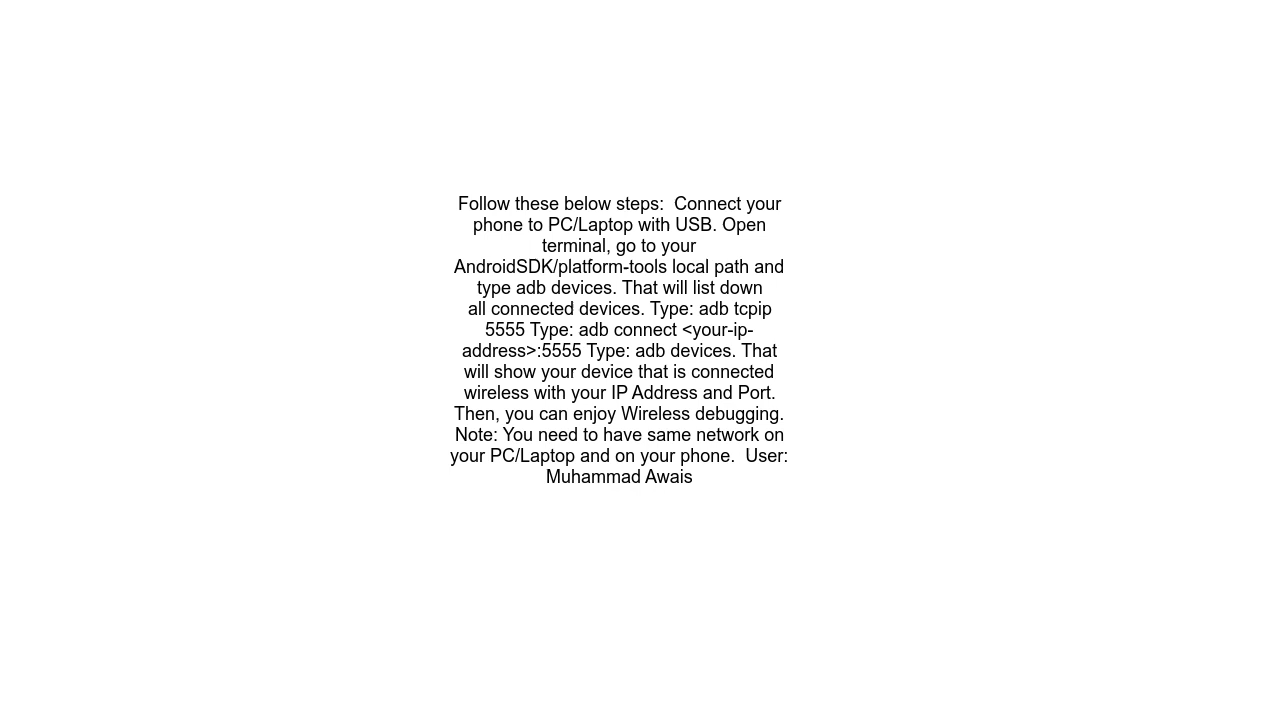 Follow these below steps:  Connect your
phone to PC/Laptop with USB. Open
terminal, go to your
AndroidSDK/platform-tools local path and
type adb devices. That will list down
all connected devices. Type: adb tcpip
5555 Type: adb connect <your-ip-
address>:5555 Type: adb devices. That
will show your device that is connected
wireless with your IP Address and Port.
Then, you can enjoy Wireless debugging.
Note: You need to have same network on
your PC/Laptop and on your phone.  User:
Muhammad Awais